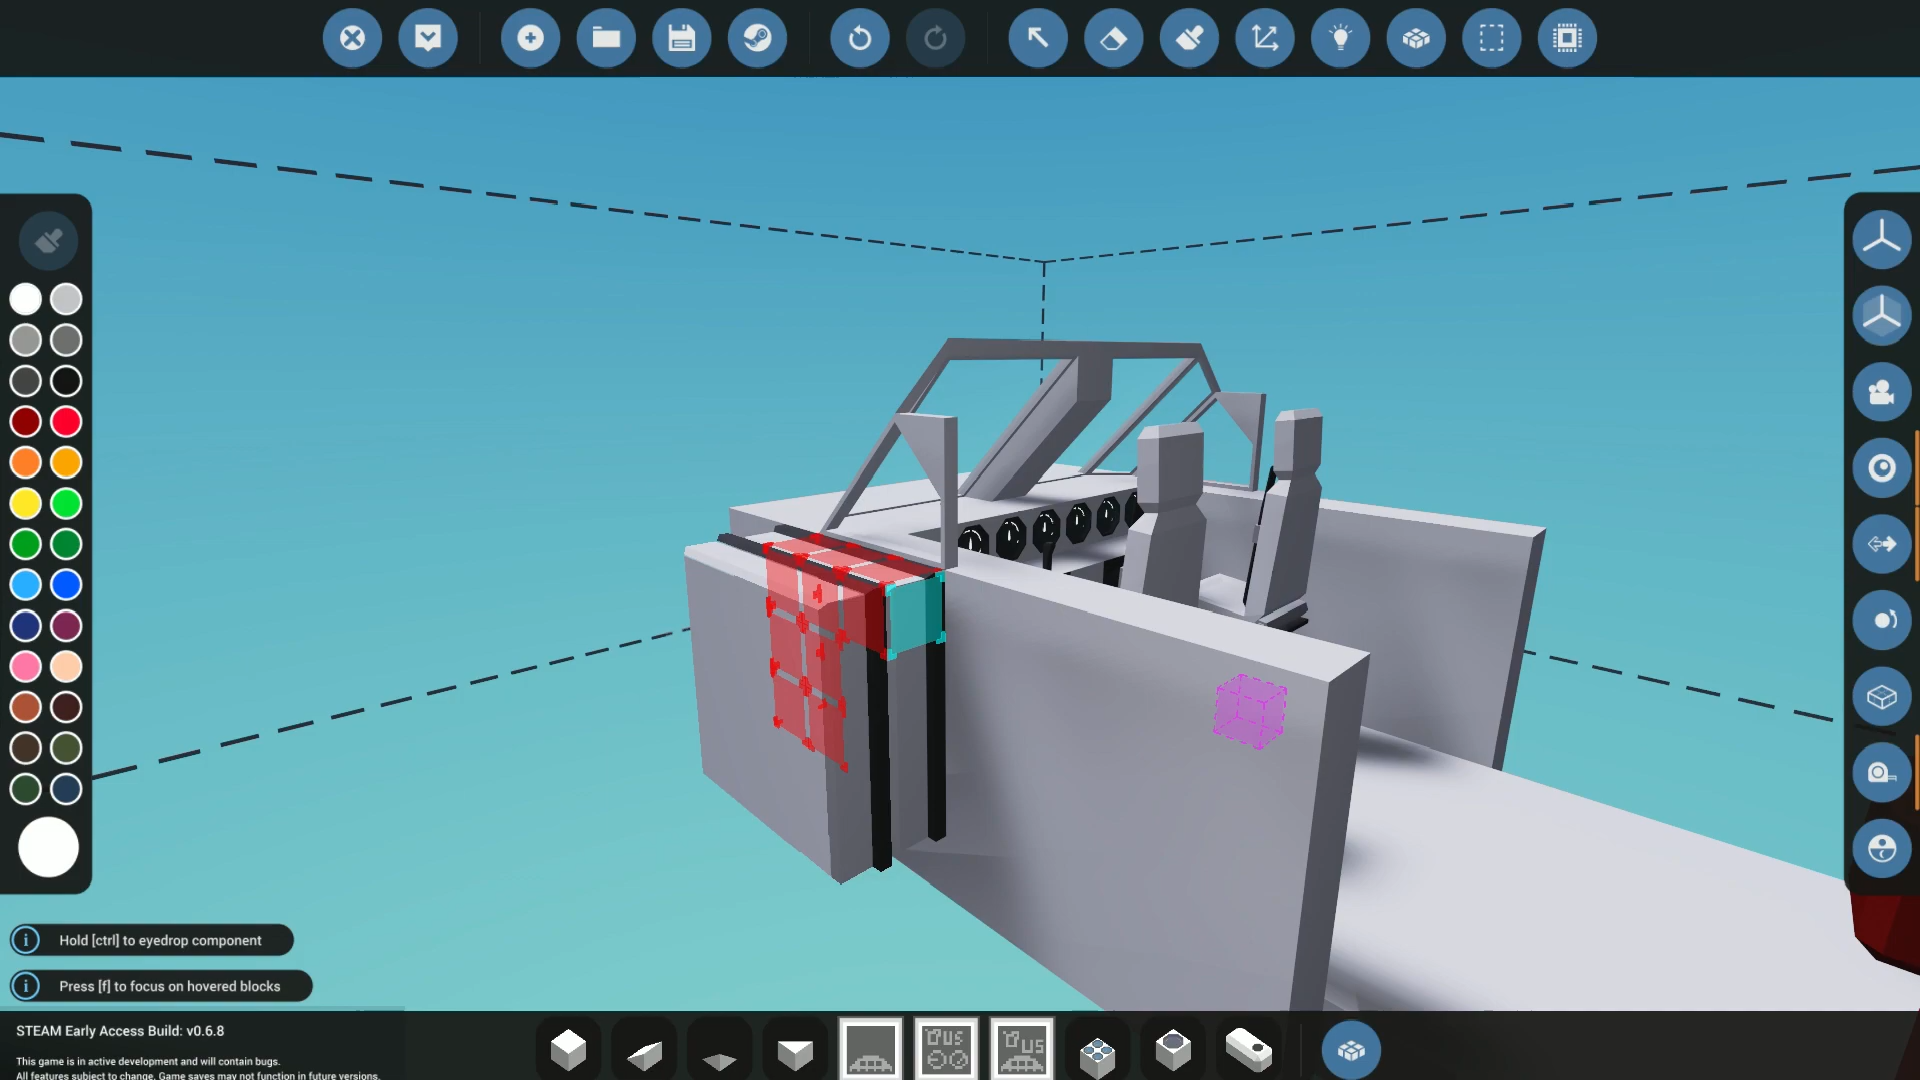 Hold [ctrl] to eyedrop component
Press [f] to focus on hovered blocks
STEAM Early Access Build: v0.6.8
This game is in active development and will contain bugs.
All features subject to change. Game saves may not function in future versions.